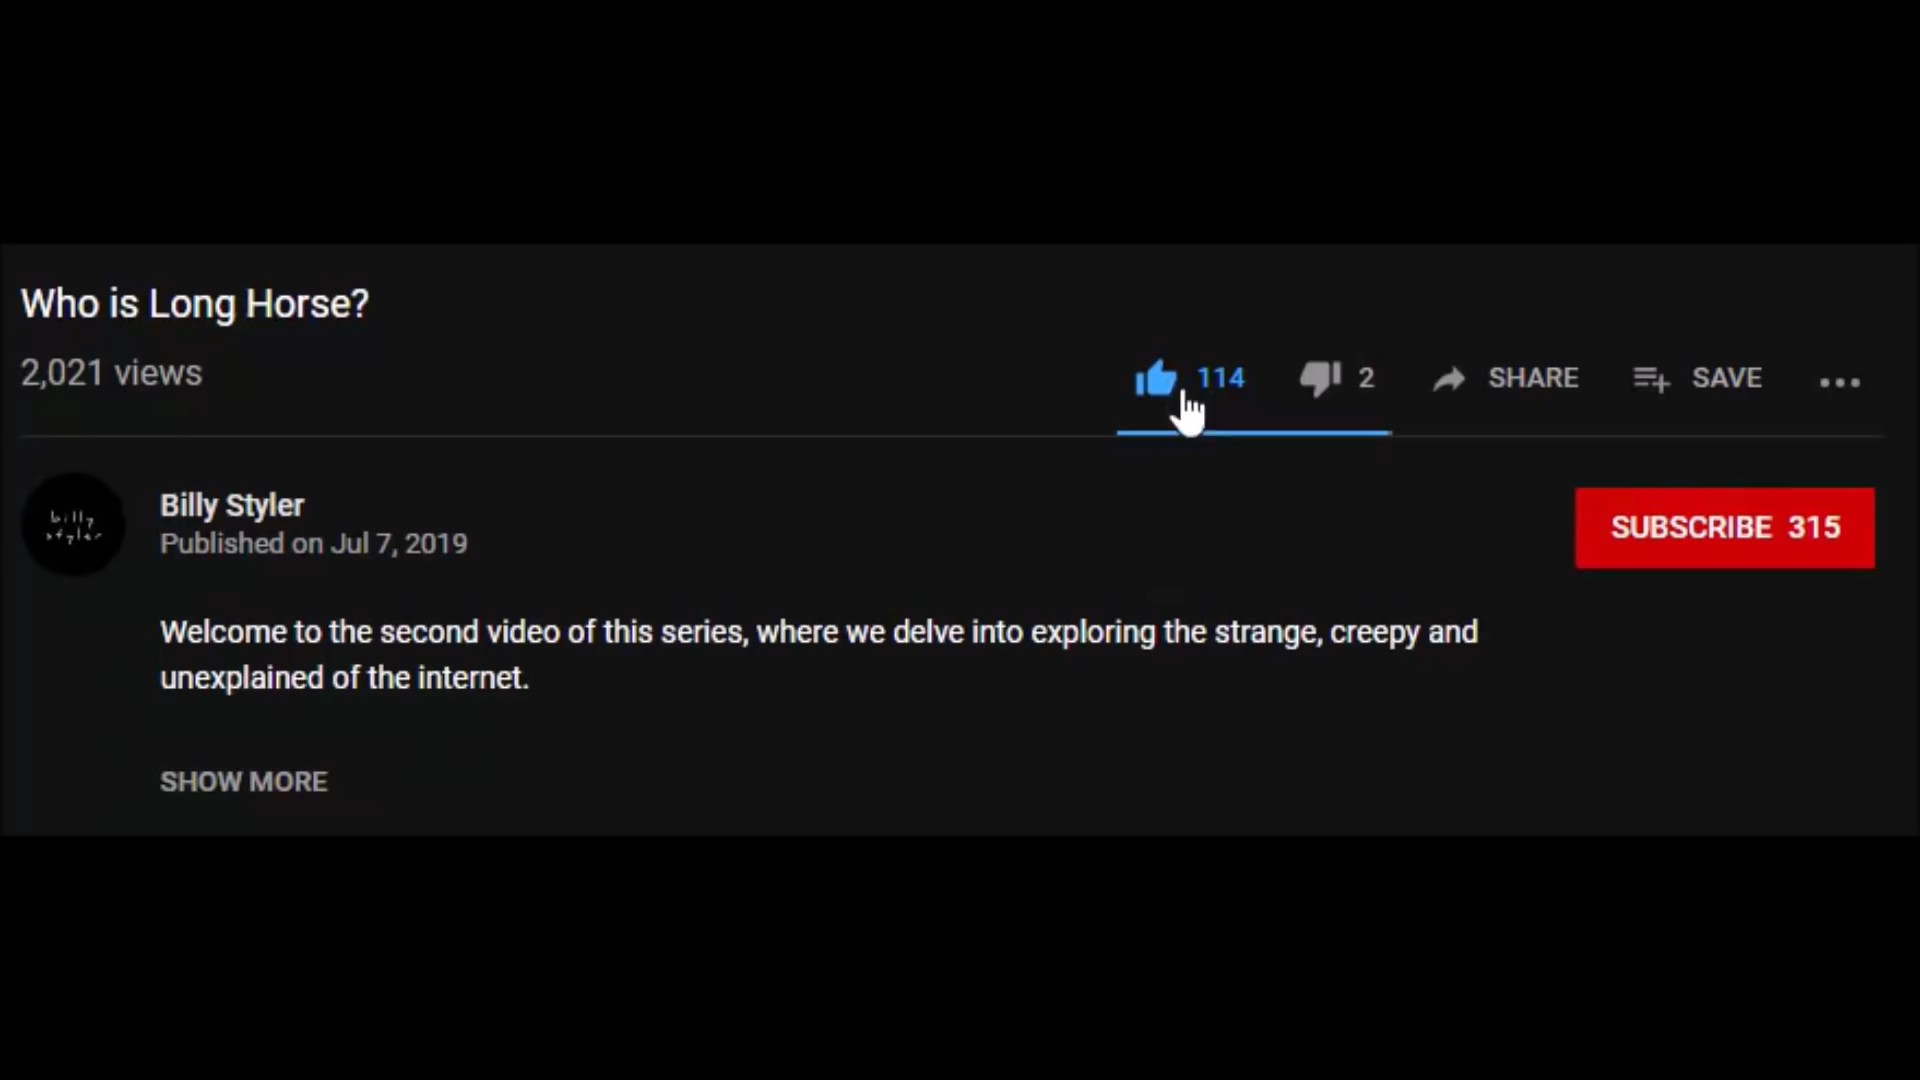 Who is Long Horse?
2,021 views
114 2 SHARE SAVE
billy
styler
Billy Styler
Published on Jul 7, 2019
SUBSCRIBE 315
Welcome to the second video of this series, where we delve into exploring the strange, creepy and
unexplained of the internet.
SHOW MORE